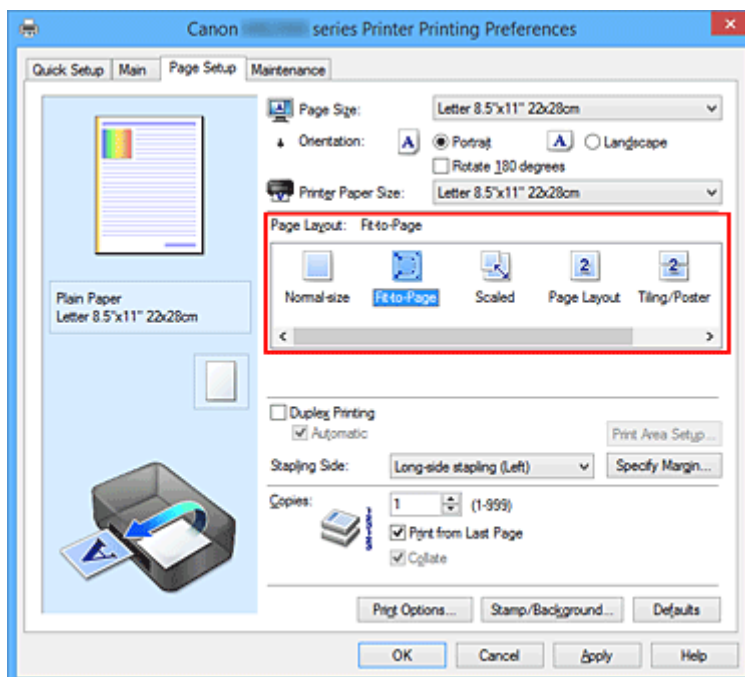 Canon series Printer Printing Preferences
Quick Setup Main Page Setup Maintenance
Page Size: Letter 8.5"x11" 22x28cm
Orientation: A Portrait A Landscape
Rotate 180 degrees
Printer Paper Size: Letter 8.5"x11" 22x28cm
Page Layout: Fit-to-Page
2 2
Normal-size Fit-to-Page Scaled Page Layout Tiling/Poster
Plain Paper
Letter 8.5"x11" 22x28cm
Duplex Printing
Automatic
Print Area Setup...
Stapling Side: Long-side stapling (Left) Specify Margin...
Copies: 1 (1-999)
Print from Last Page
Collate
A
Print Options... Stamp/Background... Defaults
OK Cancel Apply Help